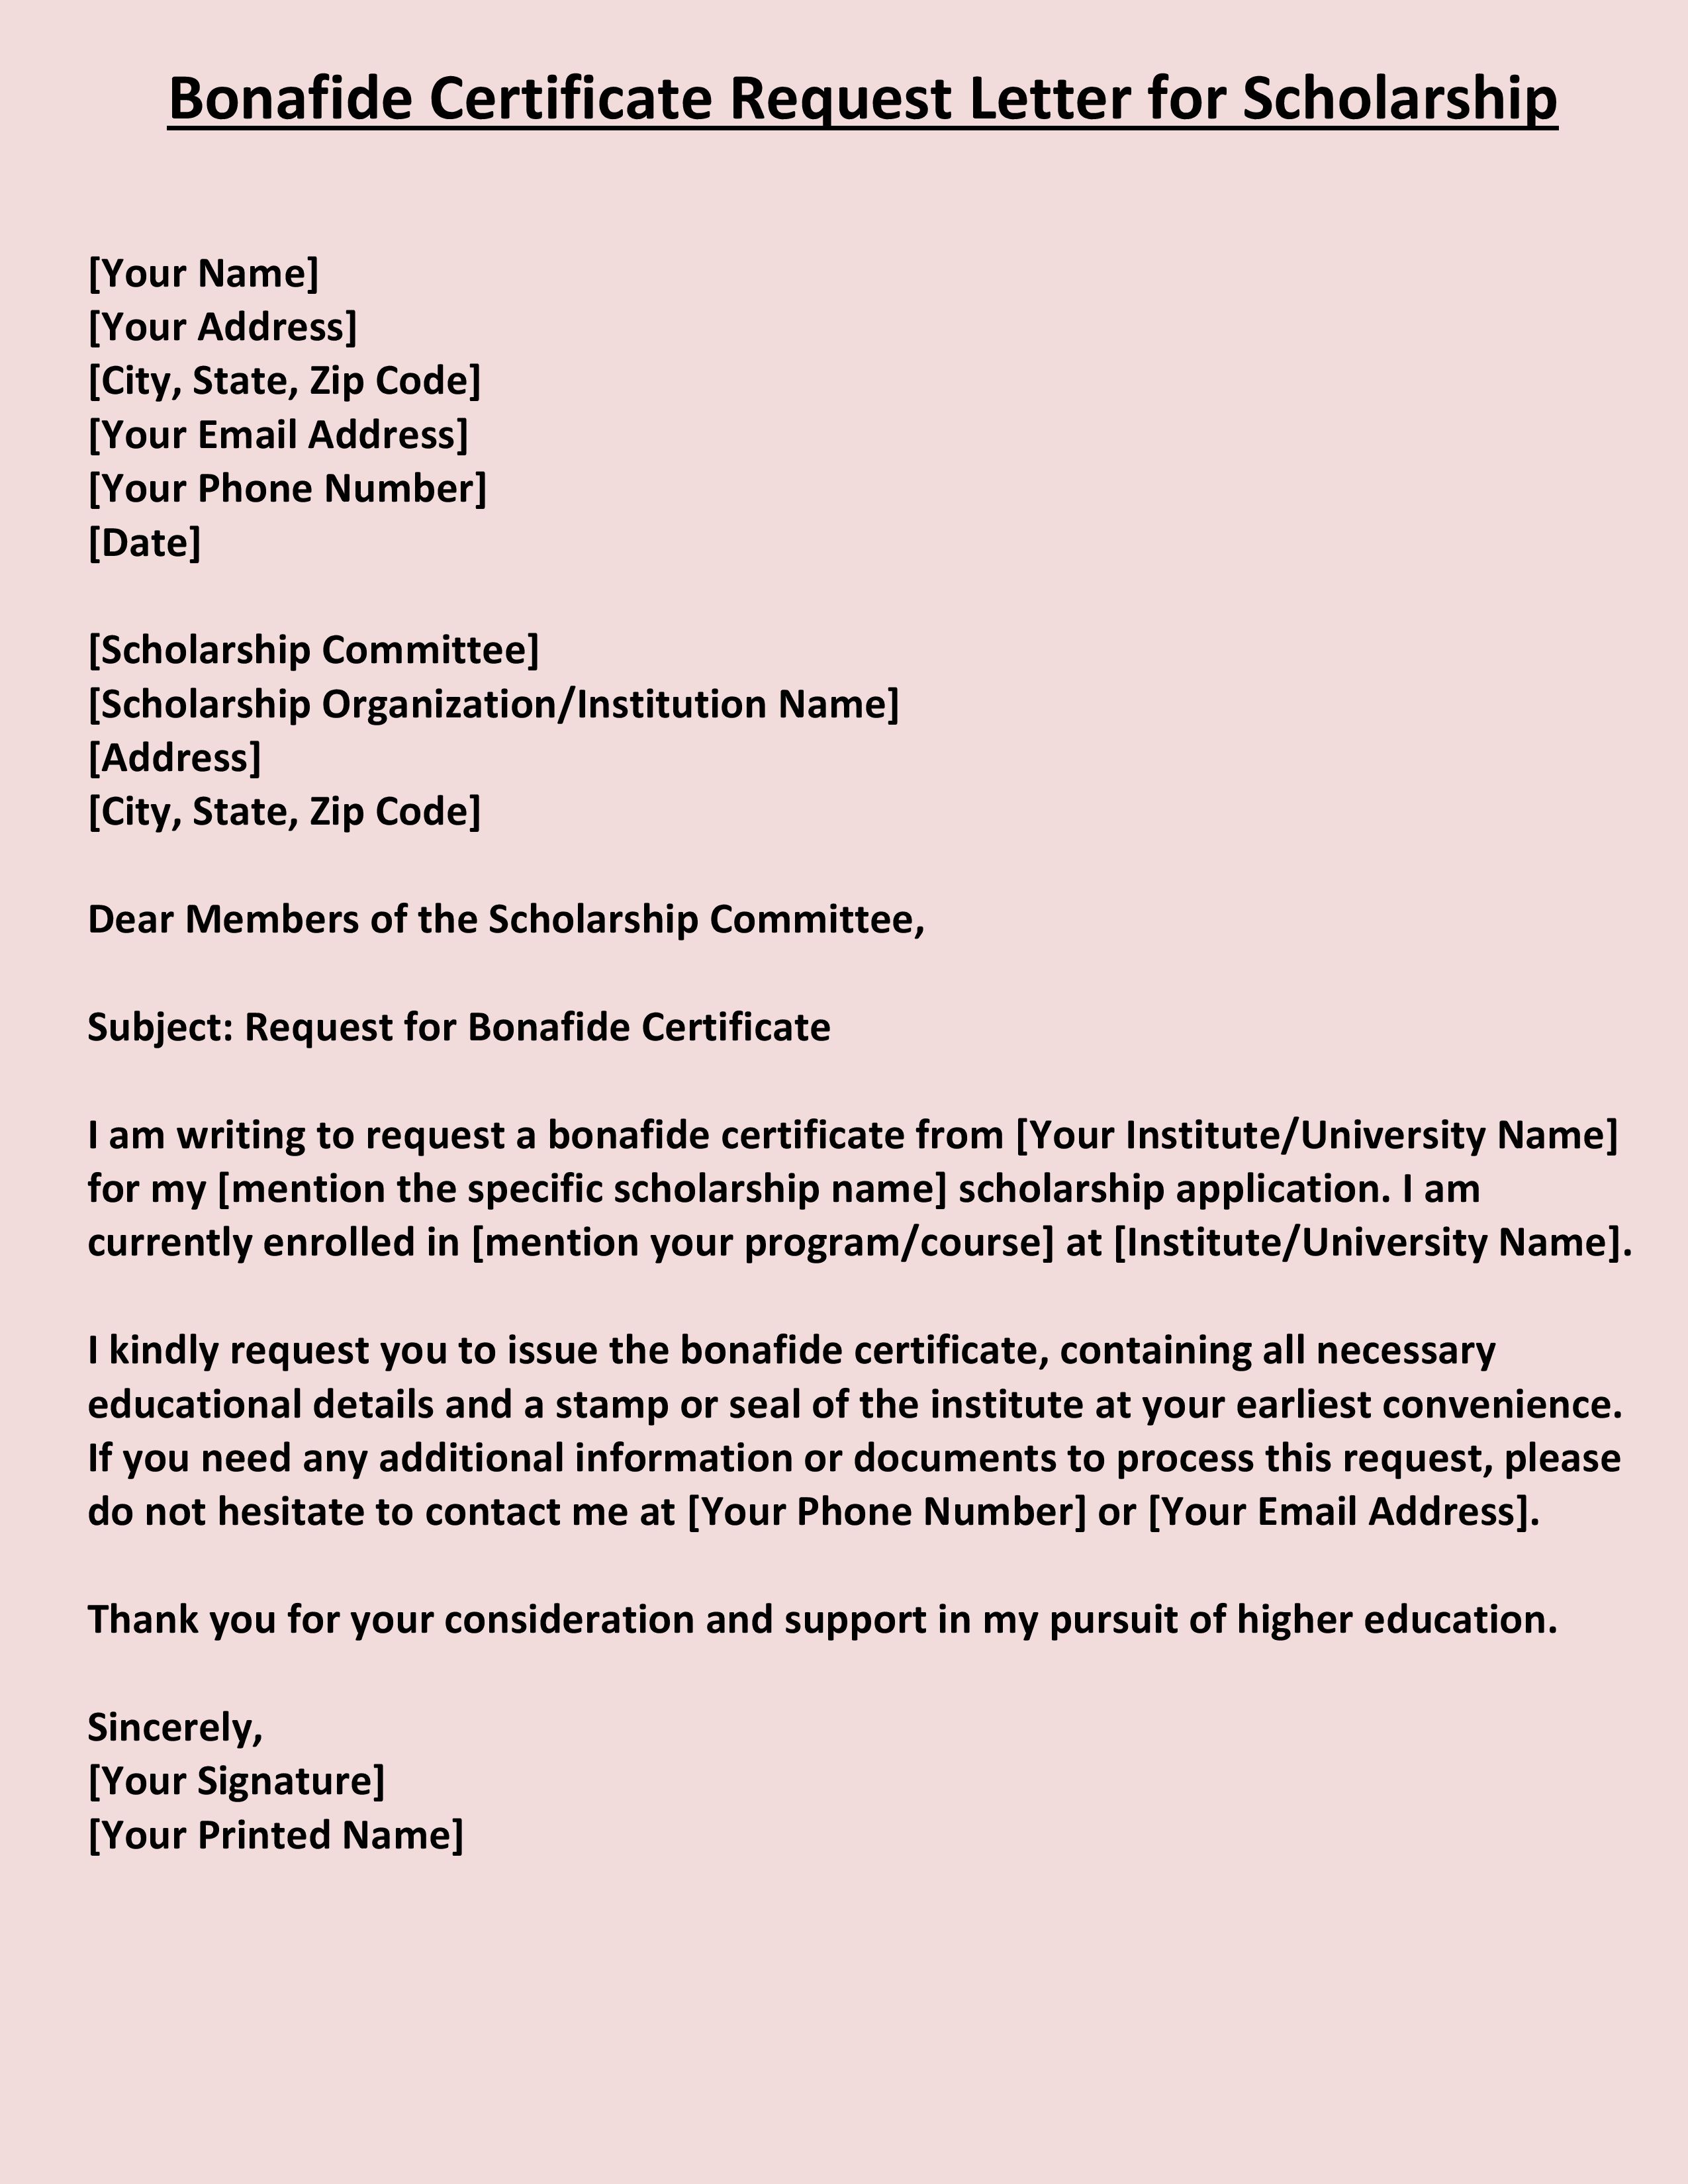 Bonafide Certificate Request Letter for Scholarship
[Your Name]
[Your Address]
[City, State, Zip Code]
[Your Email Address]
[Your Phone Number]
[Date]
[Scholarship Committee]
[Scholarship Organization/Institution Name]
[Address]
[City, State, Zip Code]
Dear Members of the Scholarship Committee,
Subject: Request for Bonafide Certificate
I am writing to request a bonafide certificate from [Your Institute/University Name]
for my [mention the specific scholarship name] scholarship application. I am
currently enrolled in [mention your program/course] at [Institute/University Name].
I kindly request you to issue the bonafide certificate, containing all necessary
educational details and a stamp or seal of the institute at your earliest convenience.
If you need any additional information or documents to process this request, please
do not hesitate to contact me at [Your Phone Number] or [Your Email Address].
Thank you for your consideration and support in my pursuit of higher education.
Sincerely,
[Your Signature]
[Your Printed Name]